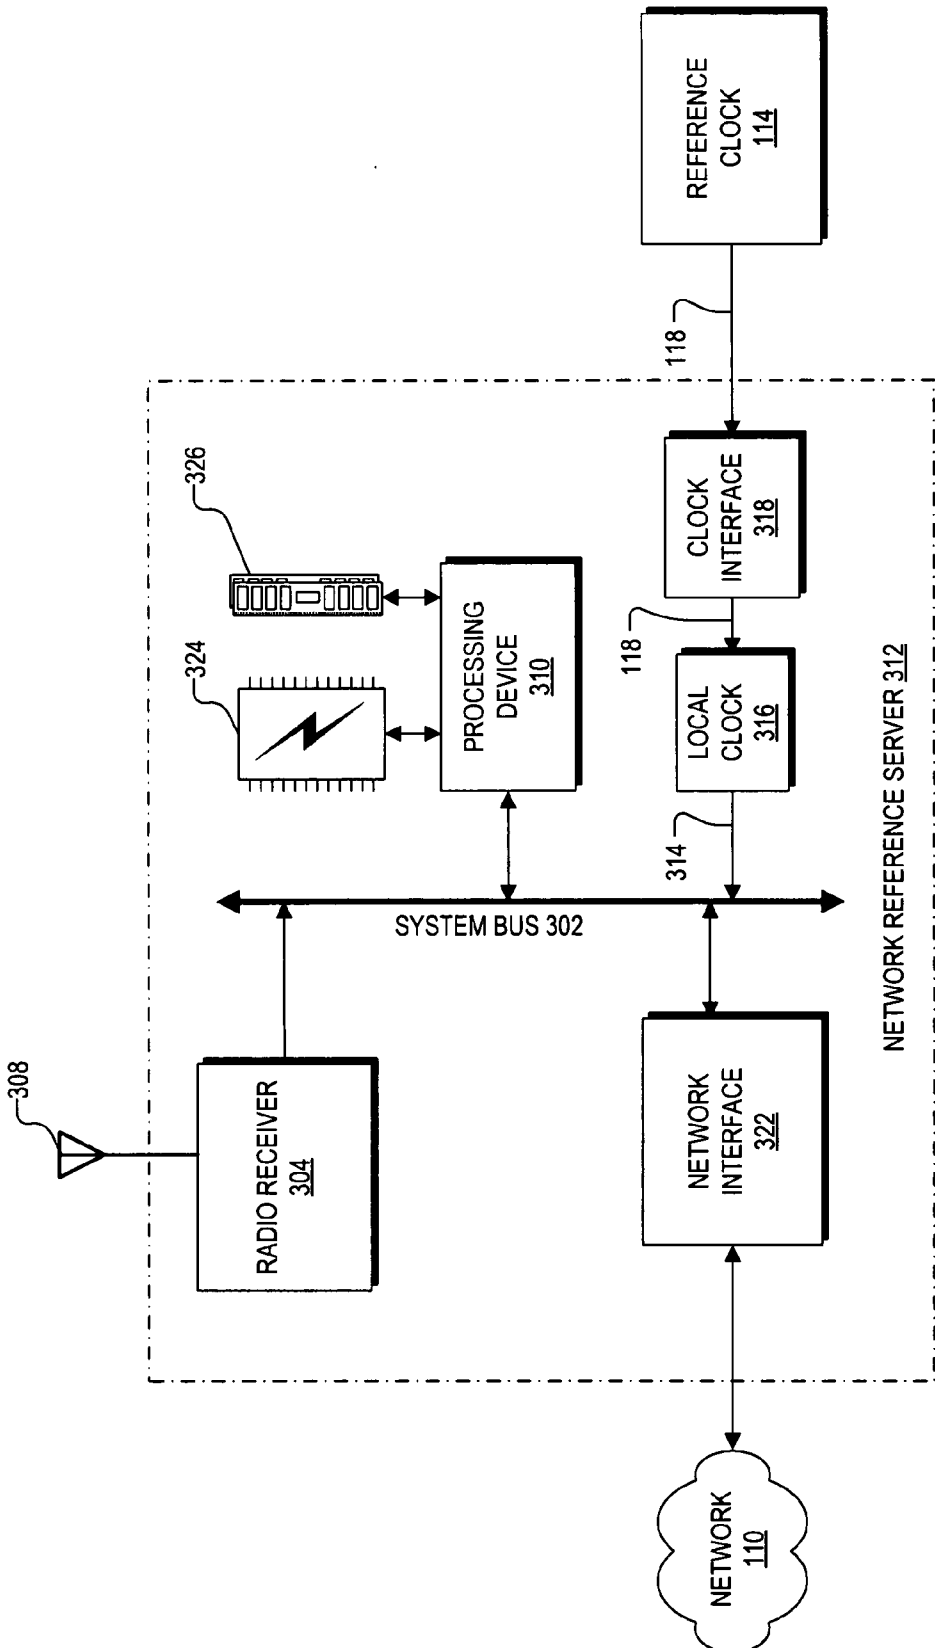 308
RADIO RECEIVER
304
324
326
PROCESSING
DEVICE
310
SYSTEM BUS 302
NETWORK
110
NETWORK
INTERFACE
322
314
LOCAL
CLOCK
316
118
CLOCK
INTERFACE
318
118
REFERENCE
CLOCK
114
NETWORK REFERENCE SERVER 312